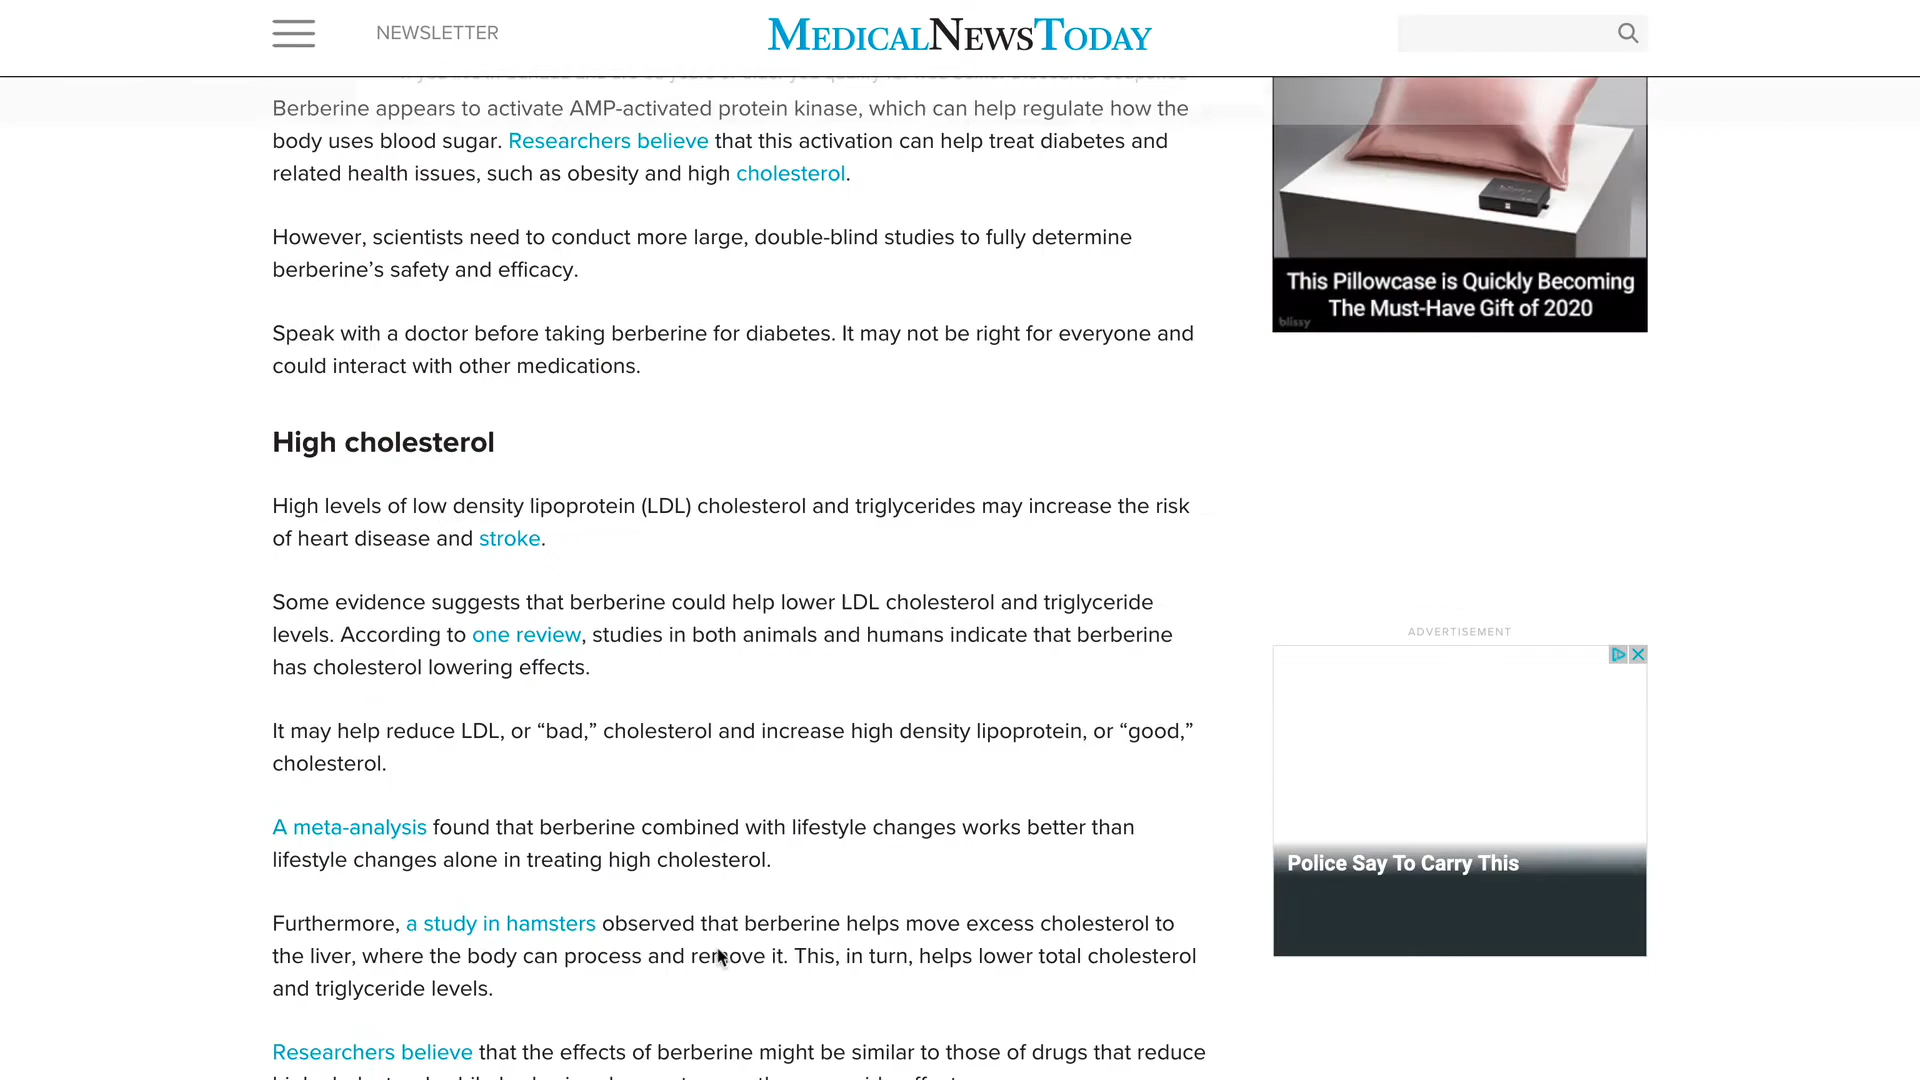 NEWSLETTER
MEDICALNEWSTODAY
Berberine appears to activate AMP-activated protein kinase, which can help regulate how the
body uses blood sugar. Researchers believe that this activation can help treat diabetes and
related health issues, such as obesity and high cholesterol.
However, scientists need to conduct more large, double-blind studies to fully determine
berberine’s safety and efficacy.
Speak with a doctor before taking berberine for diabetes. It may not be right for everyone and
could interact with other medications.
High cholesterol
High levels of low density lipoprotein (LDL) cholesterol and triglycerides may increase the risk
of heart disease and stroke.
Some evidence suggests that berberine could help lower LDL cholesterol and triglyceride
levels. According to one review, studies in both animals and humans indicate that berberine
has cholesterol lowering effects.
It may help reduce LDL, or “bad,” cholesterol and increase high density lipoprotein, or “good,”
cholesterol.
A meta-analysis found that berberine combined with lifestyle changes works better than
lifestyle changes alone in treating high cholesterol.
Furthermore, a study in hamsters observed that berberine helps move excess cholesterol to
the liver, where the body can process and remove it. This, in turn, helps lower total cholesterol
and triglyceride levels.
Researchers believe that the effects of berberine might be similar to those of drugs that reduce
This Pillowcase is Quickly Becoming
The Must-Have Gift of 2020
blissy
ADVERTISEMENT
Police Say To Carry This